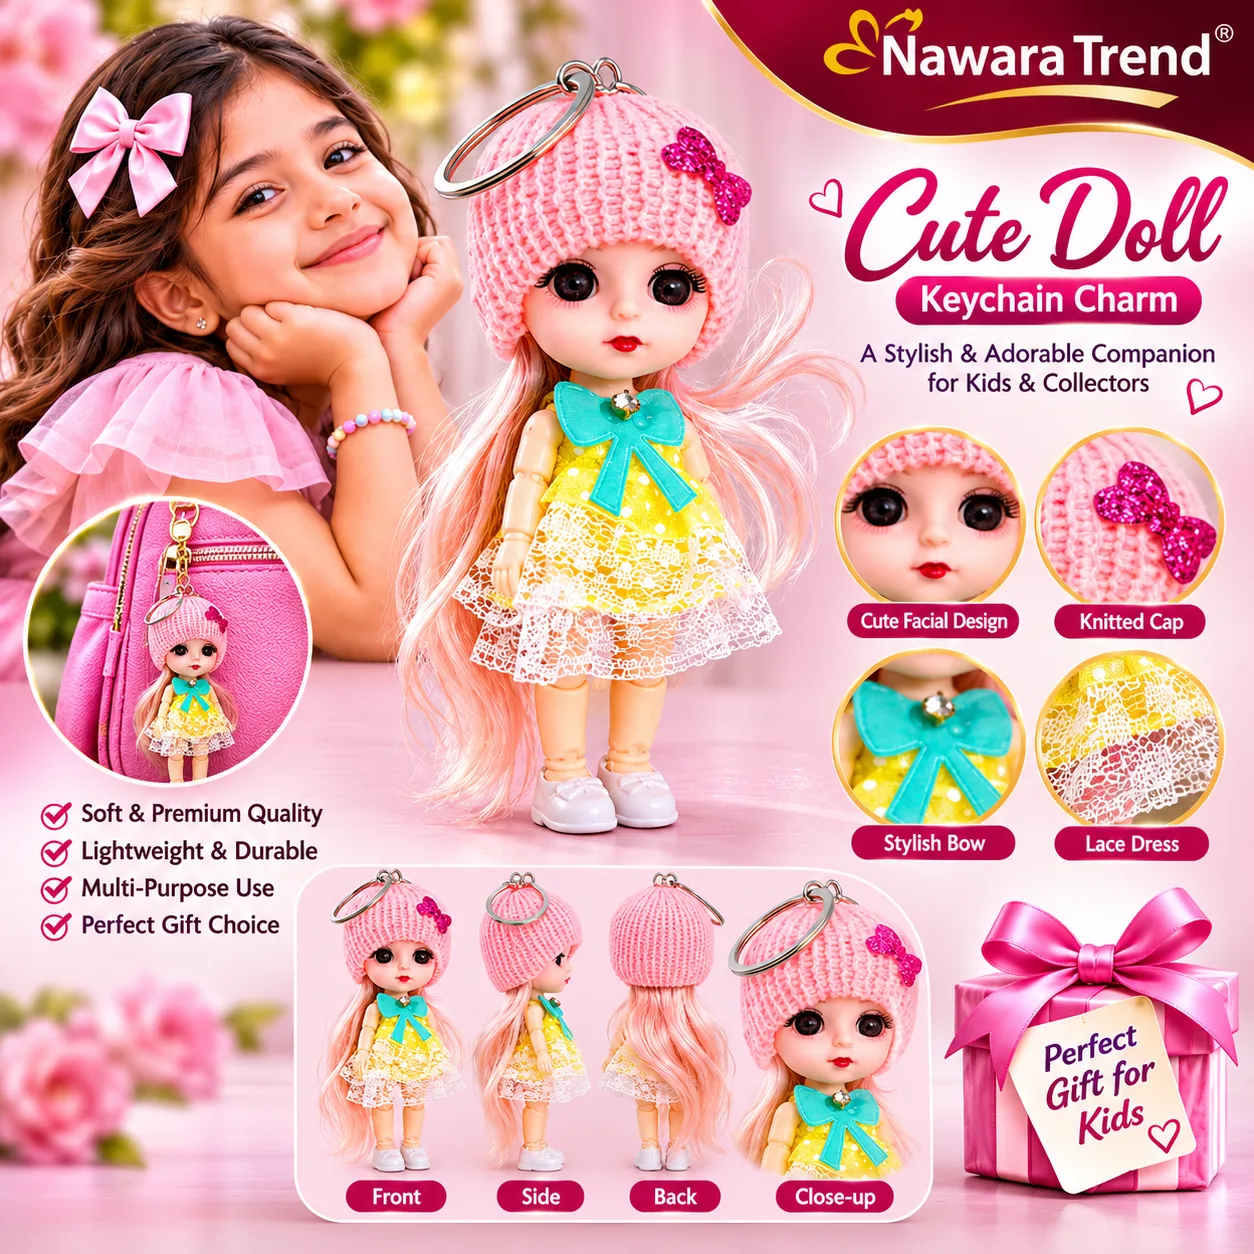 Nawara Trend®
Cute Doll
Keychain Charm
A Stylish & Adorable Companion
for Kids & Collectors
Cute Facial Design
Knitted Cap
Stylish Bow
Lace Dress
Soft & Premium Quality
Lightweight & Durable
Multi-Purpose Use
Perfect Gift Choice
Front
Side
Back
Close-up
Perfect
Gift for
Kids